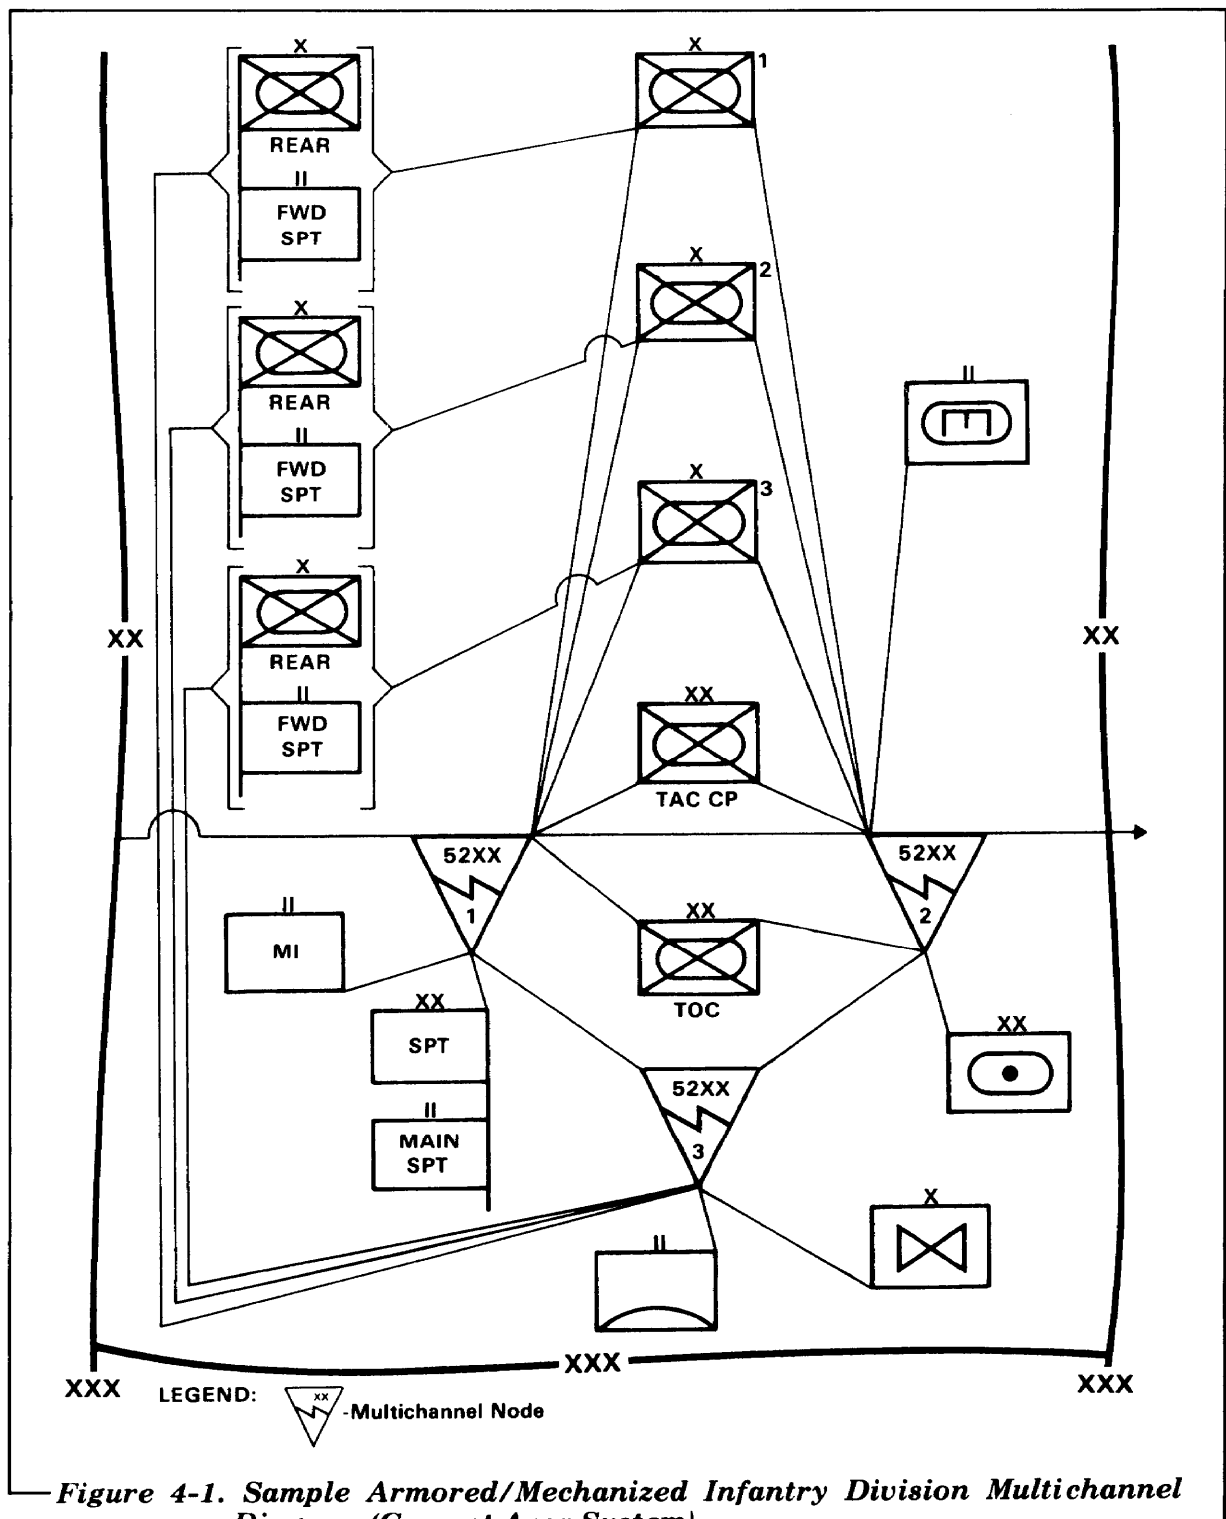 X
REAR
II
FWD
SPT
X
REAR
II
FWD
SPT
X
REAR
II
FWD
SPT
X
1
X
2
X
3
II
XX
XX
XX
TAC CP
52XX
1
52XX
2
II
MI
XX
TOC
XX
SPT
II
MAIN
SPT
XX
52XX
3
X
II
XXX
XXX
XXX
LEGEND:
XX
-Multichannel Node
Figure 4-1. Sample Armored/Mechanized Infantry Division Multichannel